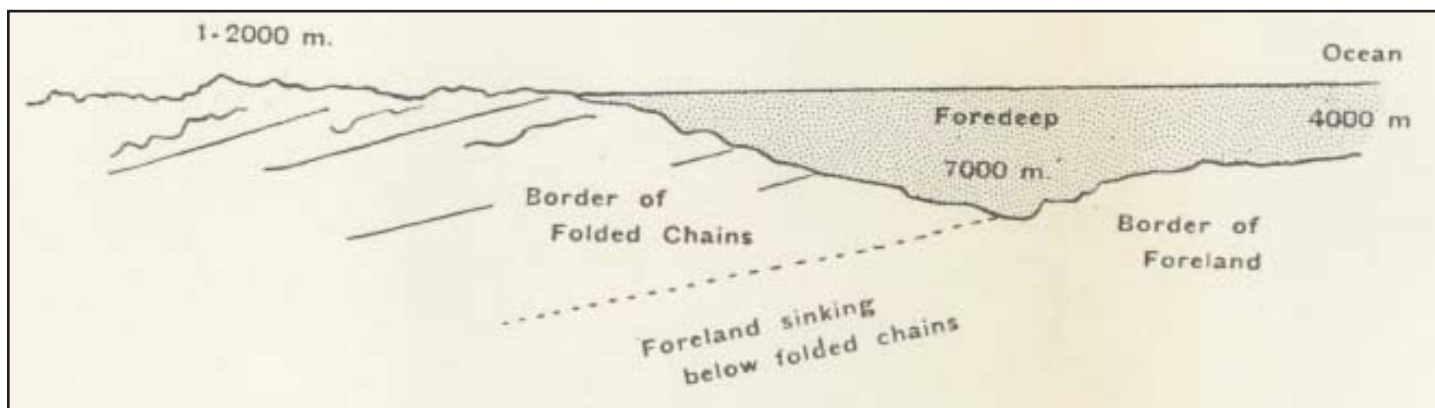 1-2000 m.
Ocean
Foredeep
4000 m
7000 m.
Border of
Folded Chains
Border of
Foreland
Foreland sinking
below folded chains